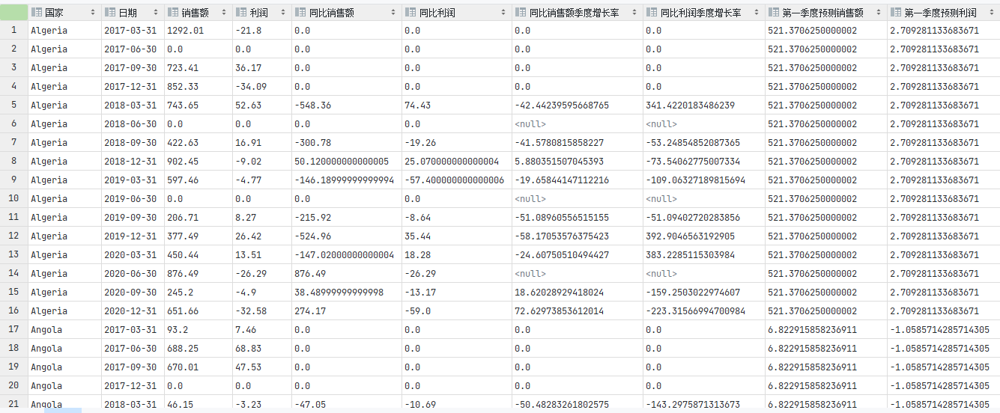 国家 日期 销售额 利润 同比销售额 同比利润 同比销售额季度增长率 同比利润季度增长率 第一季度预测销售额 第一季度预测利润
1 Algeria 2017-03-31 1292.01 -21.8 0.0 0.0 0.0 0.0 521.3706250000002 2.709281133683671
2 Algeria 2017-06-30 0.0 0.0 0.0 0.0 0.0 0.0 521.3706250000002 2.709281133683671
3 Algeria 2017-09-30 723.41 36.17 0.0 0.0 0.0 0.0 521.3706250000002 2.709281133683671
4 Algeria 2017-12-31 852.33 -34.09 0.0 0.0 0.0 0.0 521.3706250000002 2.709281133683671
5 Algeria 2018-03-31 743.65 52.63 -548.36 74.43 -42.44239595668765 341.4220183486239 521.3706250000002 2.709281133683671
6 Algeria 2018-06-30 0.0 0.0 0.0 0.0 <null> <null> 521.3706250000002 2.709281133683671
7 Algeria 2018-09-30 422.63 16.91 -300.78 -19.26 -41.5780815858227 -53.24854852087365 521.3706250000002 2.709281133683671
8 Algeria 2018-12-31 902.45 -9.02 50.120000000000005 25.070000000000004 5.880351507045393 -73.54062775007334 521.3706250000002 2.709281133683671
9 Algeria 2019-03-31 597.46 -4.77 -146.18999999999994 -57.400000000000006 -19.65844147112216 -109.06327189815694 521.3706250000002 2.709281133683671
10 Algeria 2019-06-30 0.0 0.0 0.0 0.0 <null> <null> 521.3706250000002 2.709281133683671
11 Algeria 2019-09-30 206.71 8.27 -215.92 -8.64 -51.08960556515155 -51.09402720283856 521.3706250000002 2.709281133683671
12 Algeria 2019-12-31 377.49 26.42 -524.96 35.44 -58.17053576375423 392.9046563192905 521.3706250000002 2.709281133683671
13 Algeria 2020-03-31 450.44 13.51 -147.02000000000004 18.28 -24.60750510494427 383.2285115303984 521.3706250000002 2.709281133683671
14 Algeria 2020-06-30 876.49 -26.29 876.49 -26.29 <null> <null> 521.3706250000002 2.709281133683671
15 Algeria 2020-09-30 245.2 -4.9 38.48999999999998 -13.17 18.62028929418024 -159.2503022974607 521.3706250000002 2.709281133683671
16 Algeria 2020-12-31 651.66 -32.58 274.17 -59.0 72.62973853612014 -223.31566994700984 521.3706250000002 2.709281133683671
17 Angola 2017-03-31 93.2 7.46 0.0 0.0 0.0 0.0 6.822915858236911 -1.0585714285714305
18 Angola 2017-06-30 688.25 68.83 0.0 0.0 0.0 0.0 6.822915858236911 -1.0585714285714305
19 Angola 2017-09-30 670.01 47.53 0.0 0.0 0.0 0.0 6.822915858236911 -1.0585714285714305
20 Angola 2017-12-31 0.0 0.0 0.0 0.0 0.0 0.0 6.822915858236911 -1.0585714285714305
21 Angola 2018-03-31 46.15 -3.23 -47.05 -10.69 -50.48283261802575 -143.2975871313673 6.822915858236911 -1.0585714285714305